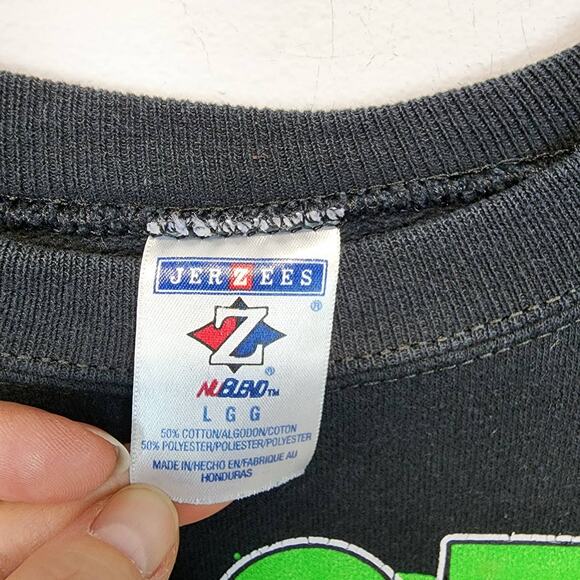 JERZEES
®
Z
®
NUBLEND™
L G G
50% COTTON/ALGODON/COTON
50% POLYESTER/POLIESTER/POLYESTER
MADE IN/HECHO EN/FABRIQUE AU
HONDURAS